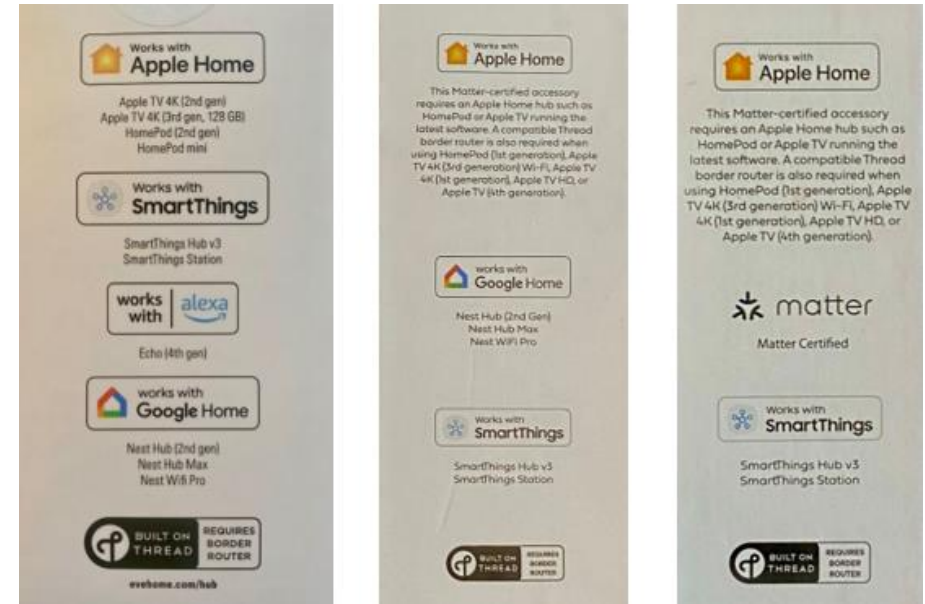 Works with
Apple Home
Apple TV 4K (2nd gen)
Apple TV 4K (3rd gen, 128 GB)
HomePod (2nd gen)
HomePod mini
Works with
SmartThings
SmartThings Hub v3
SmartThings Station
works with
alexa
Echo (4th gen)
works with
Google Home
Nest Hub (2nd gen)
Nest Hub Max
Nest Wifi Pro
BUILT ON
THREAD
REQUIRES
BORDER
ROUTER
evehome.com/hub
Works with
Apple Home
This Matter-certified accessory
requires an Apple Home hub such as
HomePod or Apple TV running the
latest software. A compatible Thread
border router is also required when
using HomePod (1st generation), Apple
TV 4K (3rd generation) Wi-Fi, Apple TV
4K (1st generation), Apple TV HD, or
Apple TV (4th generation).
works with
Google Home
Nest Hub (2nd Gen)
Nest Hub Max
Nest WiFi Pro
Works with
SmartThings
SmartThings Hub v3
SmartThings Station
BUILT ON
THREAD
REQUIRES
BORDER
ROUTER
Works with
Apple Home
This Matter-certified accessory
requires an Apple Home hub such as
HomePod or Apple TV running the
latest software. A compatible Thread
border router is also required when
using HomePod (1st generation), Apple
TV 4K (3rd generation) Wi-Fi, Apple TV
4K (1st generation), Apple TV HD, or
Apple TV (4th generation).
matter
Matter Certified
Works with
SmartThings
SmartThings Hub v3
SmartThings Station
BUILT ON
THREAD
REQUIRES
BORDER
ROUTER